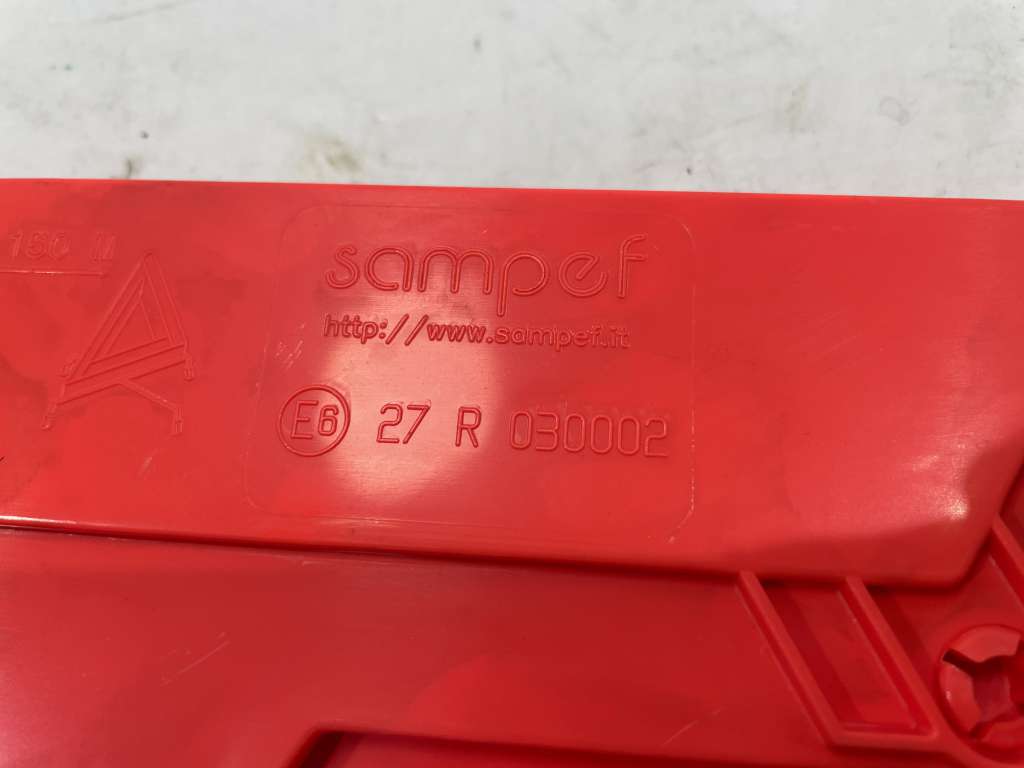 150 M
sampef
http://www.sampef.it
E6 27 R 030002